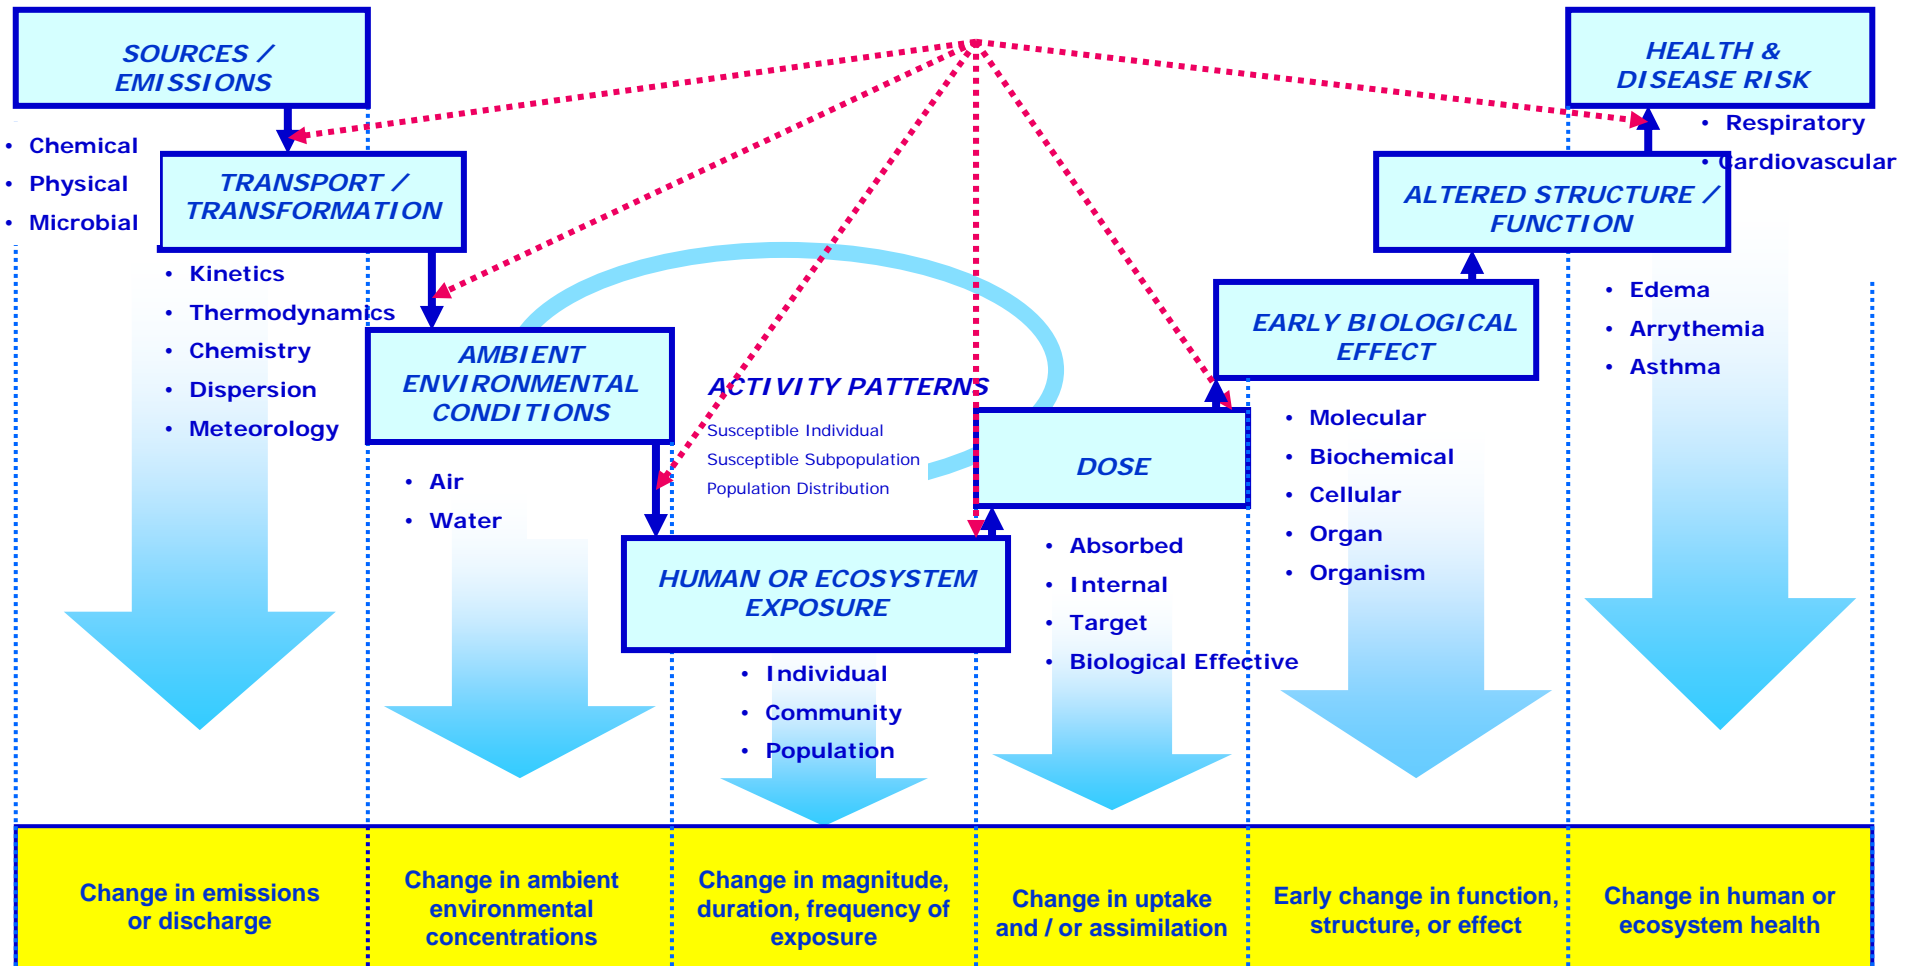 SOURCES /
EMISSIONS
• Chemical
• Physical
• Microbial
TRANSPORT /
TRANSFORMATION
• Kinetics
• Thermodynamics
• Chemistry
• Dispersion
• Meteorology
AMBIENT
ENVIRONMENTAL
CONDITIONS
• Air
• Water
ACTIVITY PATTERNS
Susceptible Individual
Susceptible Subpopulation
Population Distribution
HUMAN OR ECOSYSTEM
EXPOSURE
• Individual
• Community
• Population
DOSE
• Absorbed
• Internal
• Target
• Biological Effective
EARLY BIOLOGICAL
EFFECT
• Molecular
• Biochemical
• Cellular
• Organ
• Organism
ALTERED STRUCTURE /
FUNCTION
• Edema
• Arrythemia
• Asthma
HEALTH &
DISEASE RISK
• Respiratory
• Cardiovascular
Change in emissions
or discharge
Change in ambient
environmental
concentrations
Change in magnitude,
duration, frequency of
exposure
Change in uptake
and / or assimilation
Early change in function,
structure, or effect
Change in human or
ecosystem health